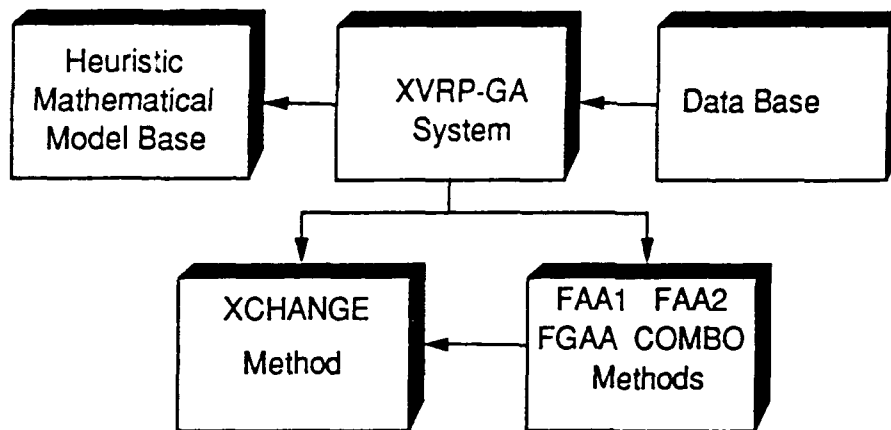 Heuristic
Mathematical
Model Base
XVRP-GA
System
Data Base
XCHANGE
Method
FAA1 FAA2
FGAA COMBO
Methods